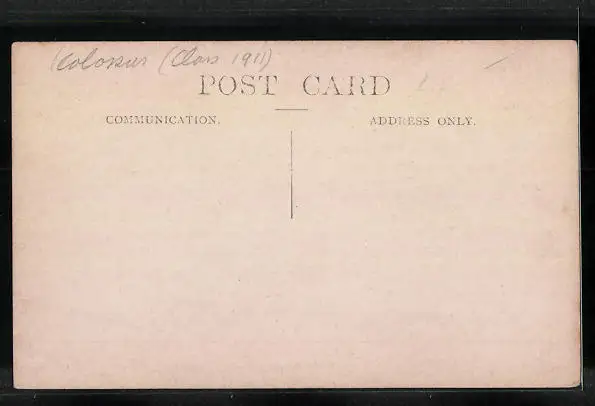 Colossus (Class 1911)
POST CARD
COMMUNICATION.
ADDRESS ONLY.